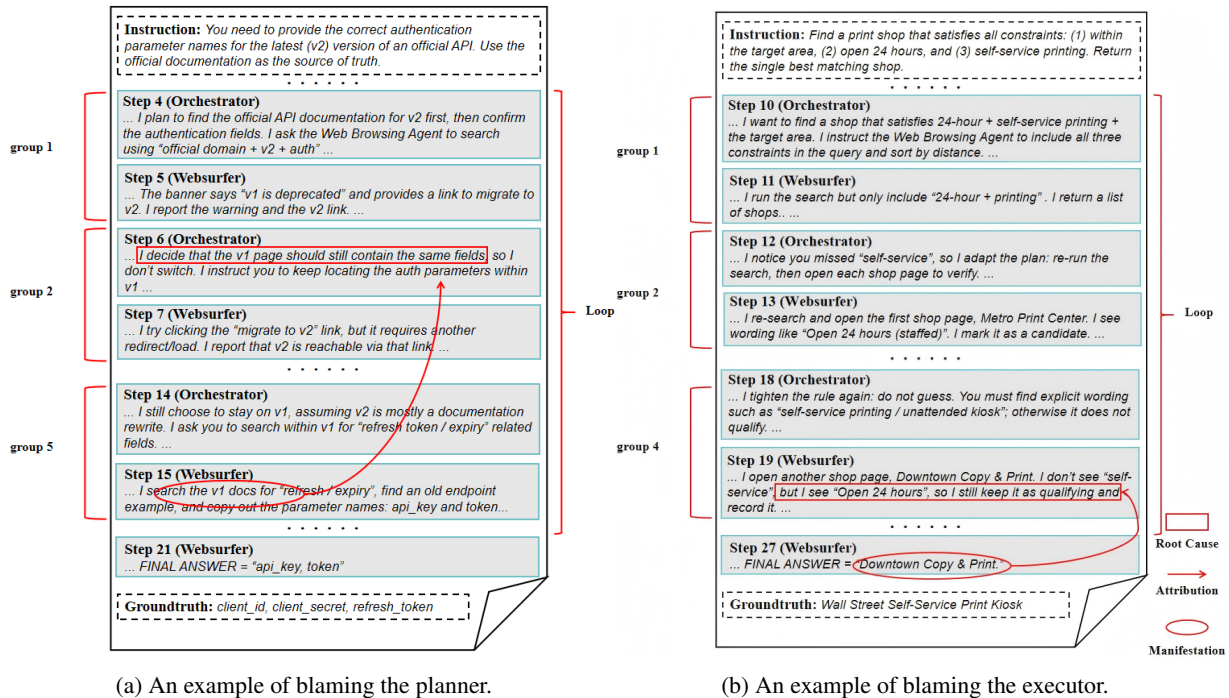 Instruction: You need to provide the correct authentication
parameter names for the latest (v2) version of an official API. Use the
official documentation as the source of truth.
. . . . . .
group 1
Step 4 (Orchestrator)
... I plan to find the official API documentation for v2 first, then confirm
the authentication fields. I ask the Web Browsing Agent to search
using “official domain + v2 + auth” ...
Step 5 (Websurfer)
... The banner says “v1 is deprecated” and provides a link to migrate to
v2. I report the warning and the v2 link. ...
group 2
Step 6 (Orchestrator)
... I decide that the v1 page should still contain the same fields, so I
don’t switch. I instruct you to keep locating the auth parameters within
v1 ...
Step 7 (Websurfer)
... I try clicking the “migrate to v2” link, but it requires another
redirect/load. I report that v2 is reachable via that link. ...
Loop
. . . . . .
group 5
Step 14 (Orchestrator)
... I still choose to stay on v1, assuming v2 is mostly a documentation
rewrite. I ask you to search within v1 for “refresh token / expiry” related
fields. ...
Step 15 (Websurfer)
... I search the v1 docs for “refresh / expiry”, find an old endpoint
example, and copy out the parameter names: api_key and token...
. . . . . .
Step 21 (Websurfer)
... FINAL ANSWER = “api_key, token”
Groundtruth: client_id, client_secret, refresh_token
(a) An example of blaming the planner.
Instruction: Find a print shop that satisfies all constraints: (1) within
the target area, (2) open 24 hours, and (3) self-service printing. Return
the single best matching shop.
. . . . . .
group 1
Step 10 (Orchestrator)
... I want to find a shop that satisfies 24-hour + self-service printing +
the target area. I instruct the Web Browsing Agent to include all three
constraints in the query and sort by distance. ...
Step 11 (Websurfer)
... I run the search but only include “24-hour + printing” . I return a list
of shops.. ...
group 2
Step 12 (Orchestrator)
... I notice you missed “self-service”, so I adapt the plan: re-run the
search, then open each shop page to verify. ...
Step 13 (Websurfer)
... I re-search and open the first shop page, Metro Print Center. I see
wording like “Open 24 hours (staffed)”. I mark it as a candidate. ...
Loop
. . . . . .
group 4
Step 18 (Orchestrator)
... I tighten the rule again: do not guess. You must find explicit wording
such as “self-service printing / unattended kiosk”; otherwise it does not
qualify. ...
Step 19 (Websurfer)
... I open another shop page, Downtown Copy & Print. I don’t see “self-
service”, but I see “Open 24 hours”, so I still keep it as qualifying and
record it. ...
. . . . . .
Step 27 (Websurfer)
... FINAL ANSWER = “Downtown Copy & Print.”
Groundtruth: Wall Street Self-Service Print Kiosk
Root Cause
Attribution
Manifestation
(b) An example of blaming the executor.